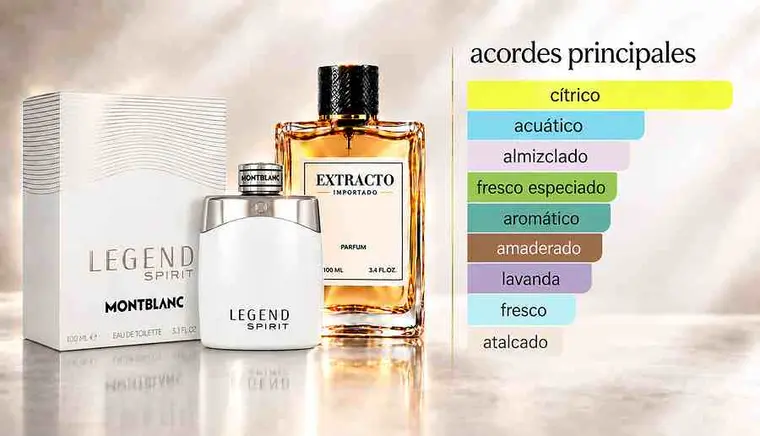 LEGEND
SPIRIT
MONTBLANC
100 ML e EAU DE TOILETTE 3.3 FL.OZ
MONTBLANC
LEGEND
SPIRIT
EXTRACTO
IMPORTADO
PARFUM
100 ML 3.4 FL.OZ.
acordes principales
cítrico
acuático
almizclado
fresco especiado
aromático
amaderado
lavanda
fresco
atalcado